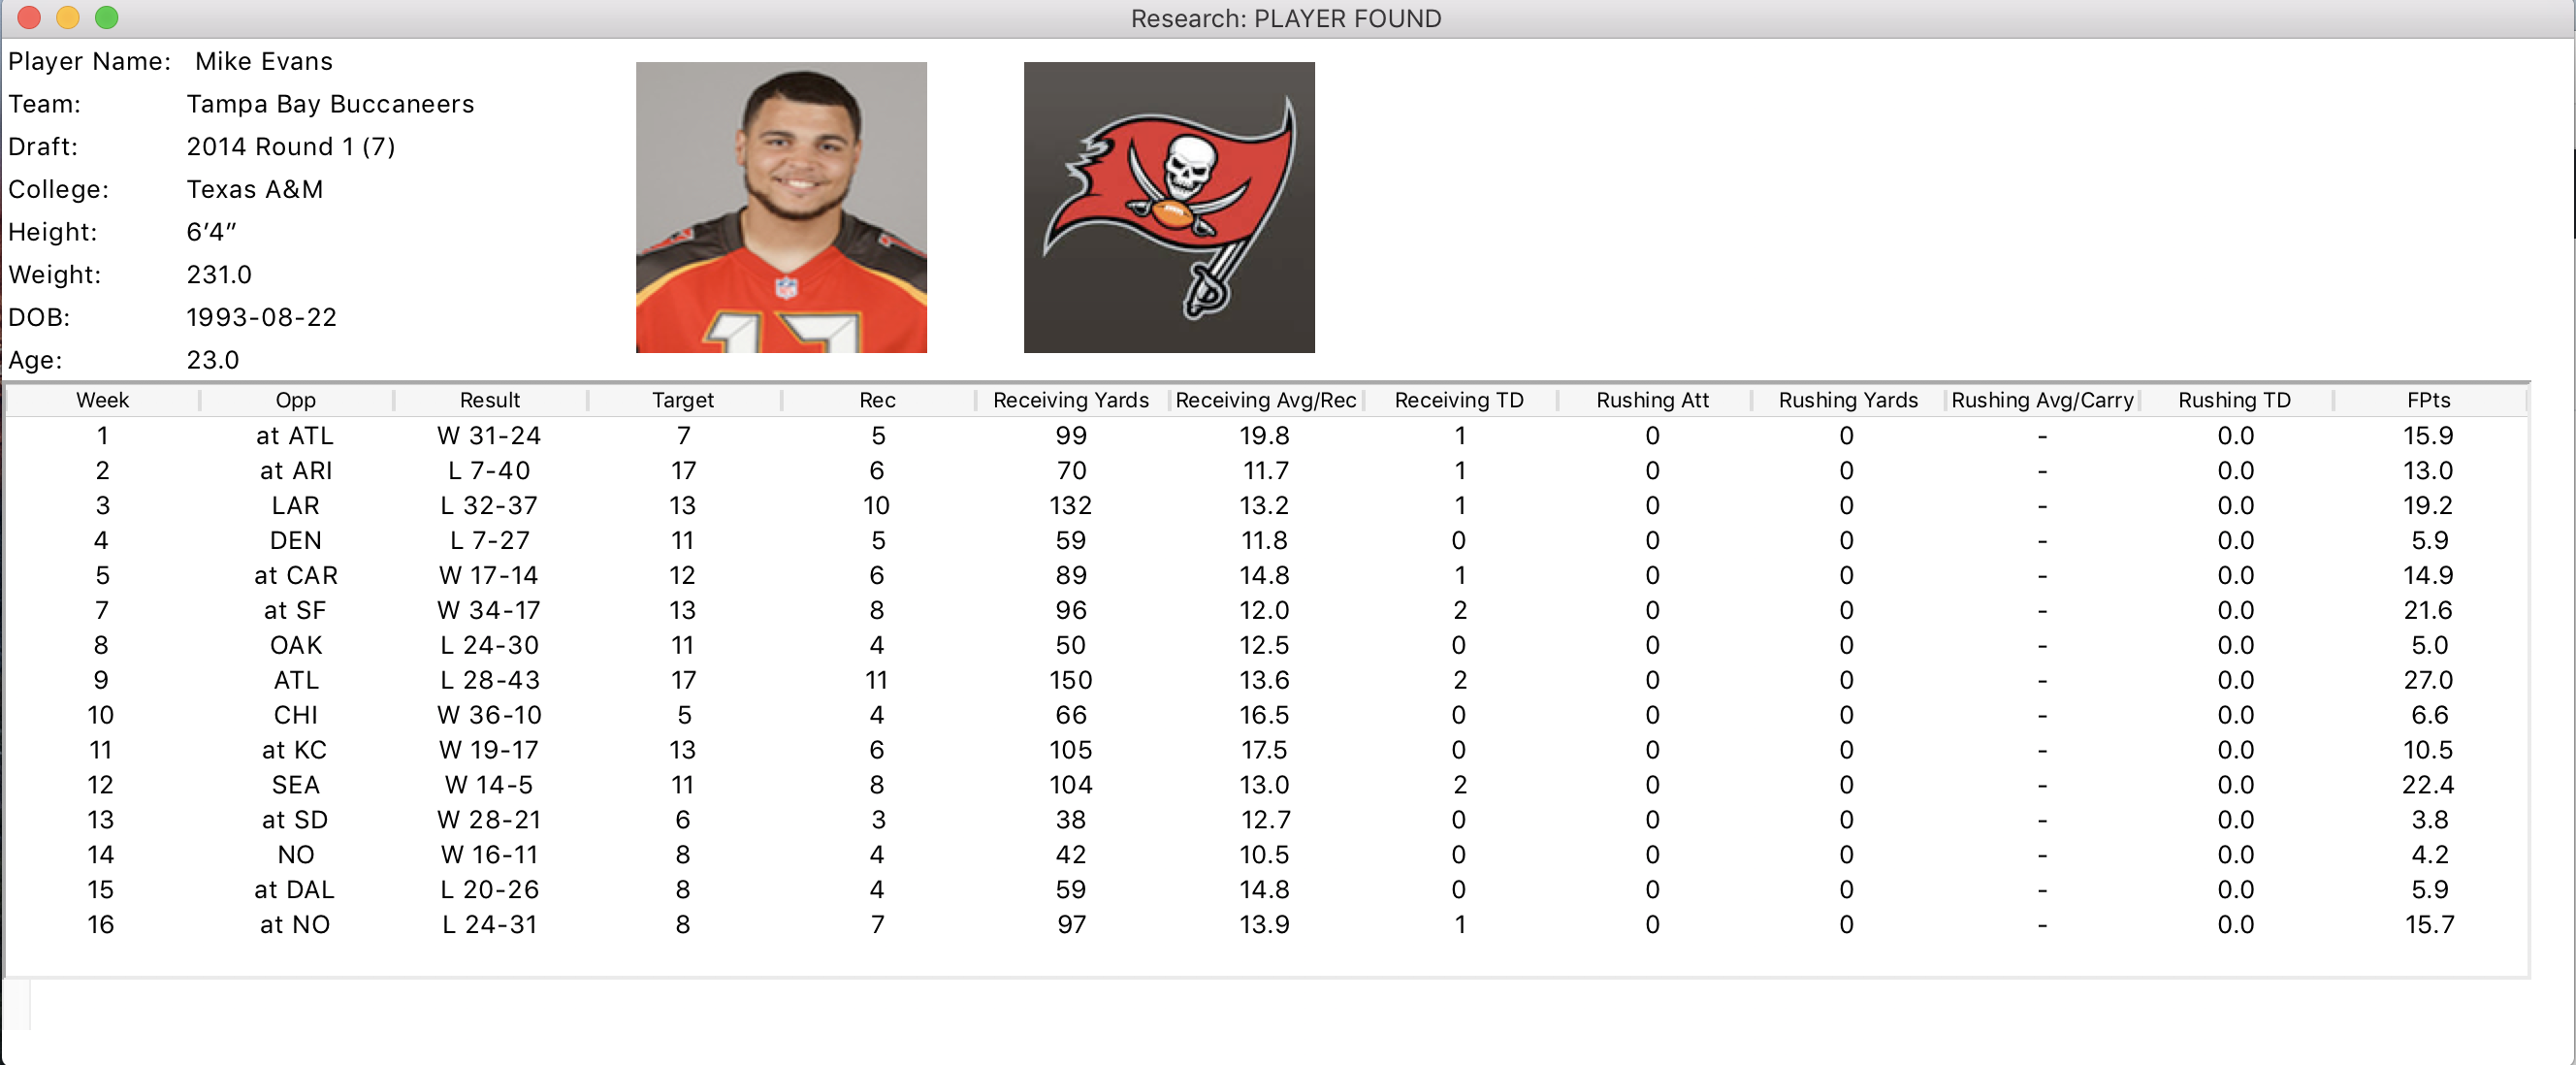 Research: PLAYER FOUND
Player Name: Mike Evans
Team: Tampa Bay Buccaneers
Draft: 2014 Round 1 (7)
College: Texas A&M
Height: 6’4”
Weight: 231.0
DOB: 1993-08-22
Age: 23.0
Week Opp Result Target Rec Receiving Yards Receiving Avg/Rec Receiving TD Rushing Att Rushing Yards Rushing Avg/Carry Rushing TD FPts
1 at ATL W 31-24 7 5 99 19.8 1 0 0 - 0.0 15.9
2 at ARI L 7-40 17 6 70 11.7 1 0 0 - 0.0 13.0
3 LAR L 32-37 13 10 132 13.2 1 0 0 - 0.0 19.2
4 DEN L 7-27 11 5 59 11.8 0 0 0 - 0.0 5.9
5 at CAR W 17-14 12 6 89 14.8 1 0 0 - 0.0 14.9
7 at SF W 34-17 13 8 96 12.0 2 0 0 - 0.0 21.6
8 OAK L 24-30 11 4 50 12.5 0 0 0 - 0.0 5.0
9 ATL L 28-43 17 11 150 13.6 2 0 0 - 0.0 27.0
10 CHI W 36-10 5 4 66 16.5 0 0 0 - 0.0 6.6
11 at KC W 19-17 13 6 105 17.5 0 0 0 - 0.0 10.5
12 SEA W 14-5 11 8 104 13.0 2 0 0 - 0.0 22.4
13 at SD W 28-21 6 3 38 12.7 0 0 0 - 0.0 3.8
14 NO W 16-11 8 4 42 10.5 0 0 0 - 0.0 4.2
15 at DAL L 20-26 8 4 59 14.8 0 0 0 - 0.0 5.9
16 at NO L 24-31 8 7 97 13.9 1 0 0 - 0.0 15.7